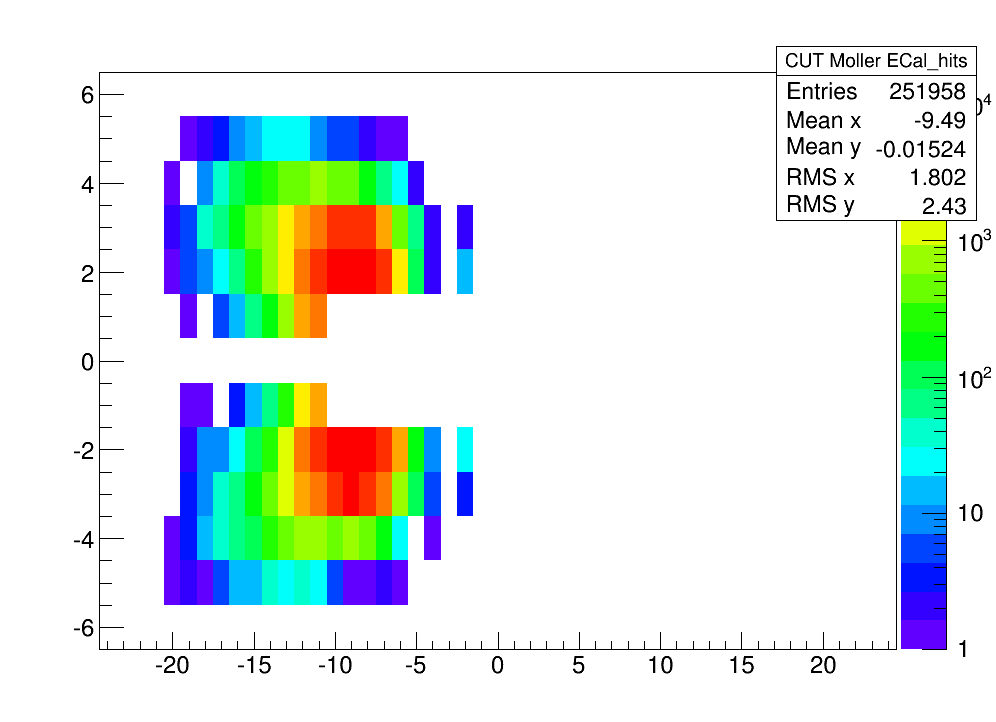 CUT Moller ECal_hits
Entries 251958
Mean x -9.49
Mean y -0.01524
RMS x 1.802
RMS y 2.43
6
4
2
0
-2
-4
-6
-20 -15 -10 -5 0 5 10 15 20
10³
10²
10
1